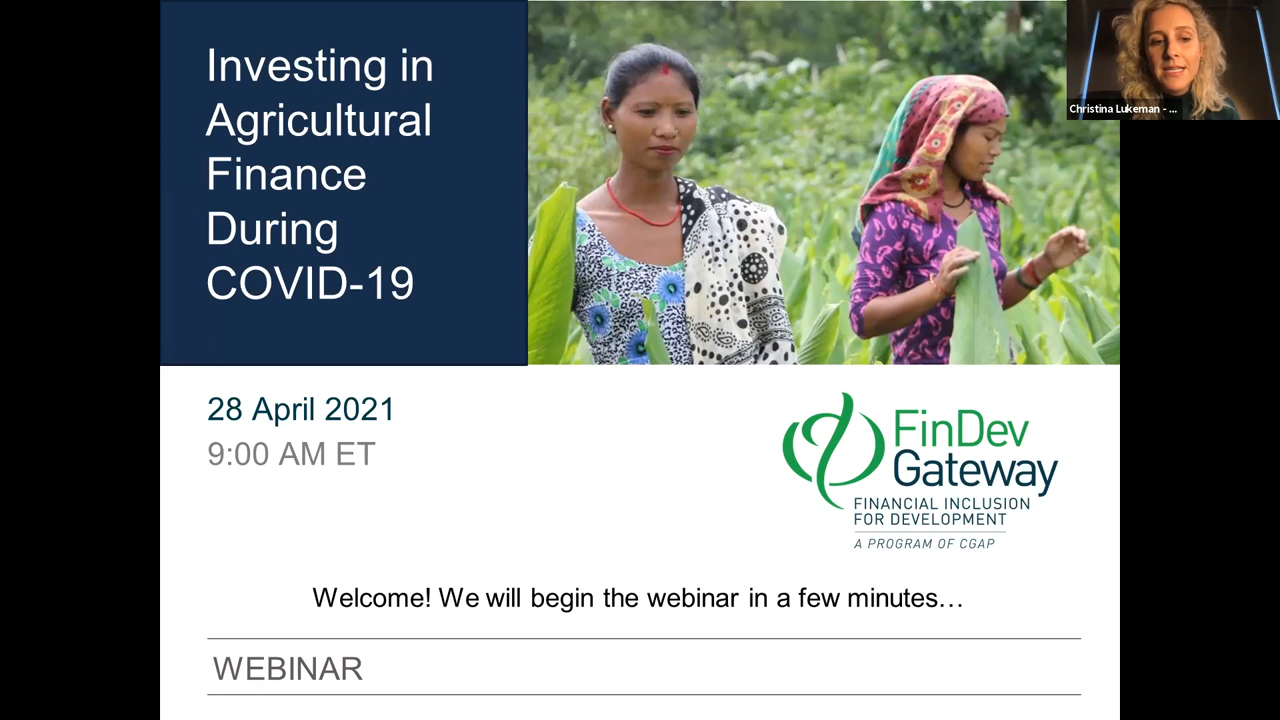 Investing in
Agricultural
Finance
During
COVID-19
Christina Lukeman - ...
28 April 2021
9:00 AM ET
FinDev
Gateway
FINANCIAL INCLUSION
FOR DEVELOPMENT
A PROGRAM OF CGAP
Welcome! We will begin the webinar in a few minutes…
WEBINAR